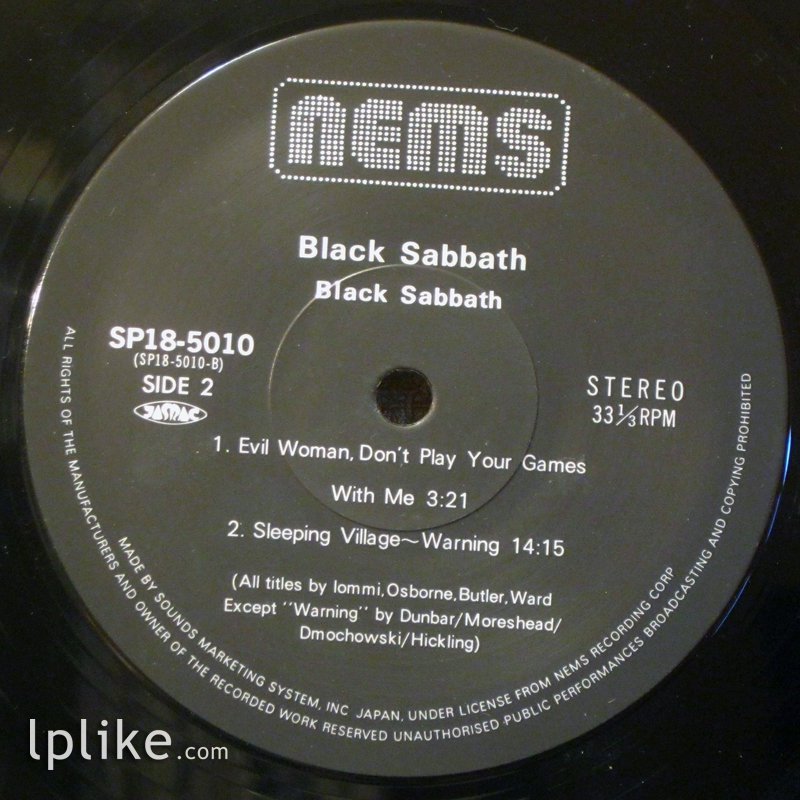 nems
Black Sabbath
Black Sabbath
SP18-5010
(SP18-5010-B)
SIDE 2
JASRAC
STEREO
33 1/3 RPM
1. Evil Woman, Don't Play Your Games
With Me 3:21
2. Sleeping Village~Warning 14:15
(All titles by Iommi, Osborne, Butler, Ward
Except "Warning" by Dunbar/Moreshead/
Dmochowski/Hickling)
MADE BY SOUNDS MARKETING SYSTEM, INC JAPAN, UNDER LICENSE FROM NEMS RECORDING CORP
ALL RIGHTS OF THE MANUFACTURERS AND OWNER OF THE RECORDED WORK RESERVED UNAUTHORISED PUBLIC PERFORMANCES BROADCASTING AND COPYING PROHIBITED
lplike.com